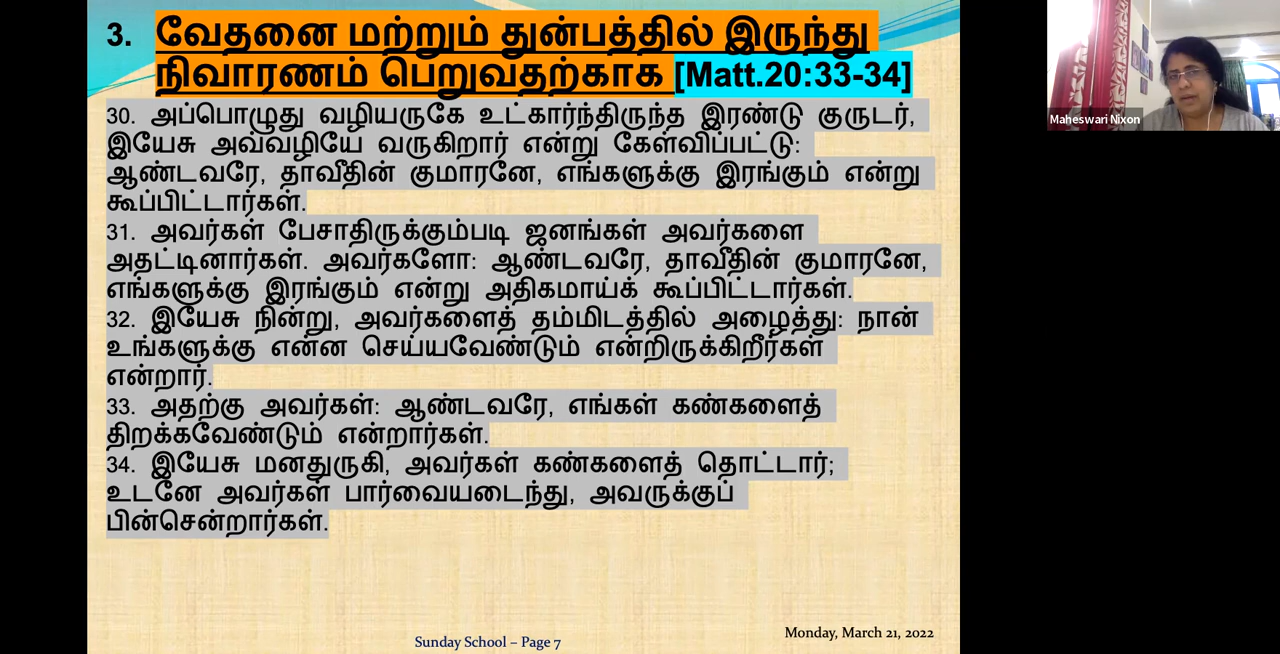 3. வேதனை மற்றும் துன்பத்தில் இருந்து
நிவாரணம் பெறுவதற்காக [Matt.20:33-34]
30. அப்பொழுது வழியருகே உட்கார்ந்திருந்த இரண்டு குருடர்,
இயேசு அவ்வழியே வருகிறார் என்று கேள்விப்பட்டு:
ஆண்டவரே, தாவீதின் குமாரனே, எங்களுக்கு இரங்கும் என்று
கூப்பிட்டார்கள்.
31. அவர்கள் பேசாதிருக்கும்படி ஜனங்கள் அவர்களை
அதட்டினார்கள். அவர்களோ: ஆண்டவரே, தாவீதின் குமாரனே,
எங்களுக்கு இரங்கும் என்று அதிகமாய்க் கூப்பிட்டார்கள்.
32. இயேசு நின்று, அவர்களைத் தம்மிடத்தில் அழைத்து: நான்
உங்களுக்கு என்ன செய்யவேண்டும் என்றிருக்கிறீர்கள்
என்றார்.
33. அதற்கு அவர்கள்: ஆண்டவரே, எங்கள் கண்களைத்
திறக்கவேண்டும் என்றார்கள்.
34. இயேசு மனதுருகி, அவர்கள் கண்களைத் தொட்டார்;
உடனே அவர்கள் பார்வையடைந்து, அவருக்குப்
பின்சென்றார்கள்.
Sunday School – Page 7
Monday, March 21, 2022
Maheswari Nixon